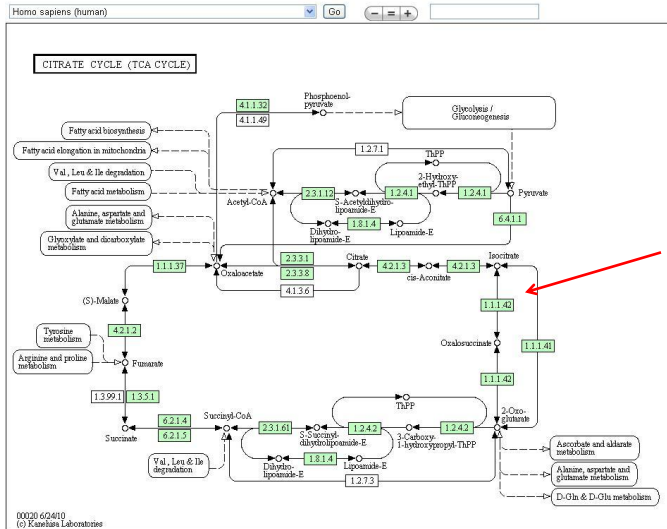 Homo sapiens (human)
Go
- = +
CITRATE CYCLE (TCA CYCLE)
4.1.1.32
4.1.1.49
Phosphoenol-
pyruvate
Glycolysis /
Gluconeogenesis
Fatty acid biosynthesis
Fatty acid elongation in mitochondria
Val, Leu & Ile degradation
Fatty acid metabolism
Alanine, aspartate and
glutamate metabolism
Glyoxylate and dicarboxylate
metabolism
1.2.7.1
ThPP
2-Hydroxy-
ethyl-ThPP
Acetyl-CoA
2.3.1.12
S-Acetyldihydro-
lipoamide-E
1.2.4.1
1.2.4.1
Pyruvate
Dihydro-
lipoamide-E
1.8.1.4
Lipoamide-E
6.4.1.1
1.1.1.37
Oxaloacetate
2.3.3.1
2.3.3.8
4.1.3.6
Citrate
4.2.1.3
cis-Aconitate
4.2.1.3
Isocitrate
(S)-Malate
1.1.1.42
4.2.1.2
Tyrosine
metabolism
Arginine and proline
metabolism
Fumarate
Oxalosuccinate
1.1.1.41
1.1.1.42
1.3.99.1
1.3.5.1
ThPP
2-Oxo-
glutarate
Succinate
6.2.1.4
6.2.1.5
Succinyl-CoA
2.3.1.61
S-Succinyl-
dihydrolipoamide-E
1.2.4.2
3-Carboxy-
1-hydroxypropyl-ThPP
1.2.4.2
Val, Leu & Ile
degradation
Dihydro-
lipoamide-E
1.8.1.4
Lipoamide-E
1.2.7.3
Ascorbate and aldarate
metabolism
Alanine, aspartate and
glutamate metabolism
D-Gln & D-Glu metabolism
00020 6/24/10
(c) Kanehisa Laboratories